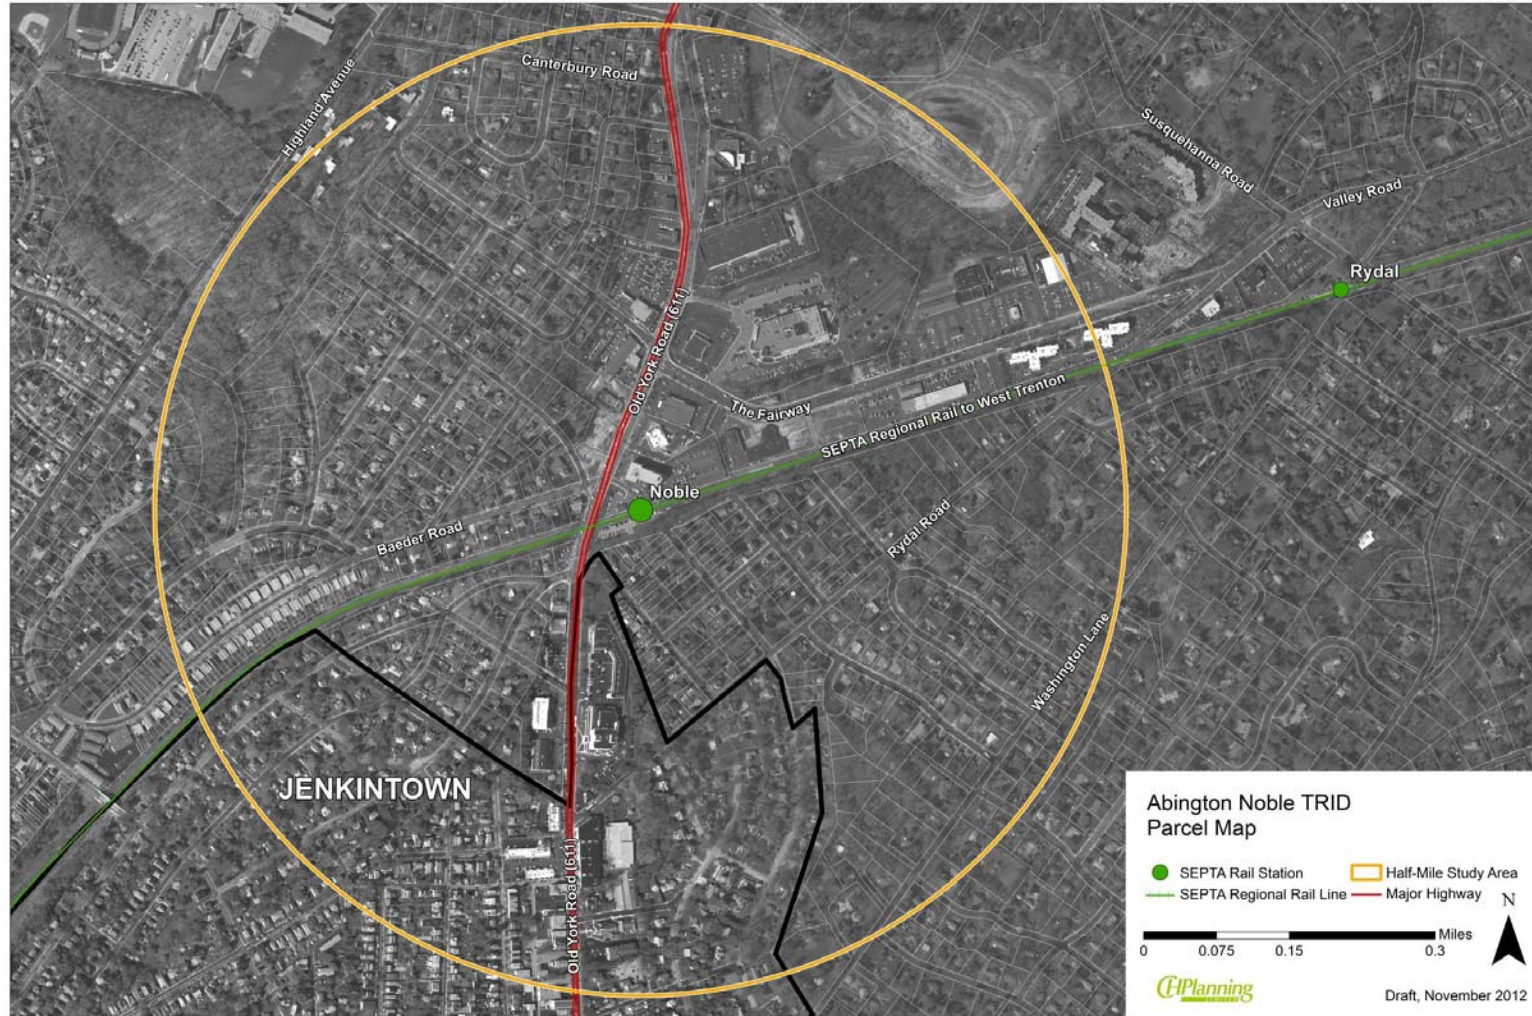 Canterbury Road
Highland Avenue
Susquehanna Road
Valley Road
Rydal
Old York Road (611)
The Fairway
SEPTA Regional Rail to West Trenton
Noble
Baeder Road
Rydal Road
Washington Lane
JENKINTOWN
Old York Road (611)
Abington Noble TRID
Parcel Map
SEPTA Rail Station
Half-Mile Study Area
SEPTA Regional Rail Line
Major Highway
N
Miles
0 0.075 0.15 0.3
CHPlanning
LIMITED
Draft, November 2012